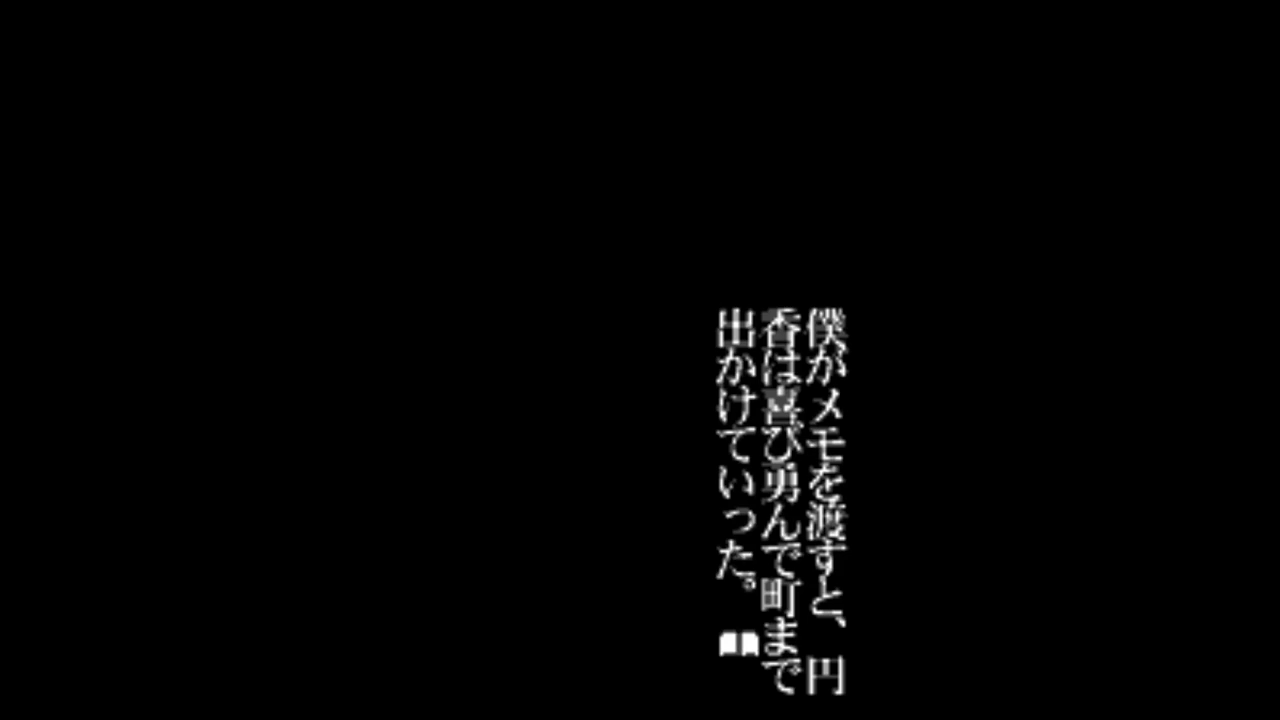 僕がメモを渡すと、円
香は喜び勇んで町まで
出かけていった。